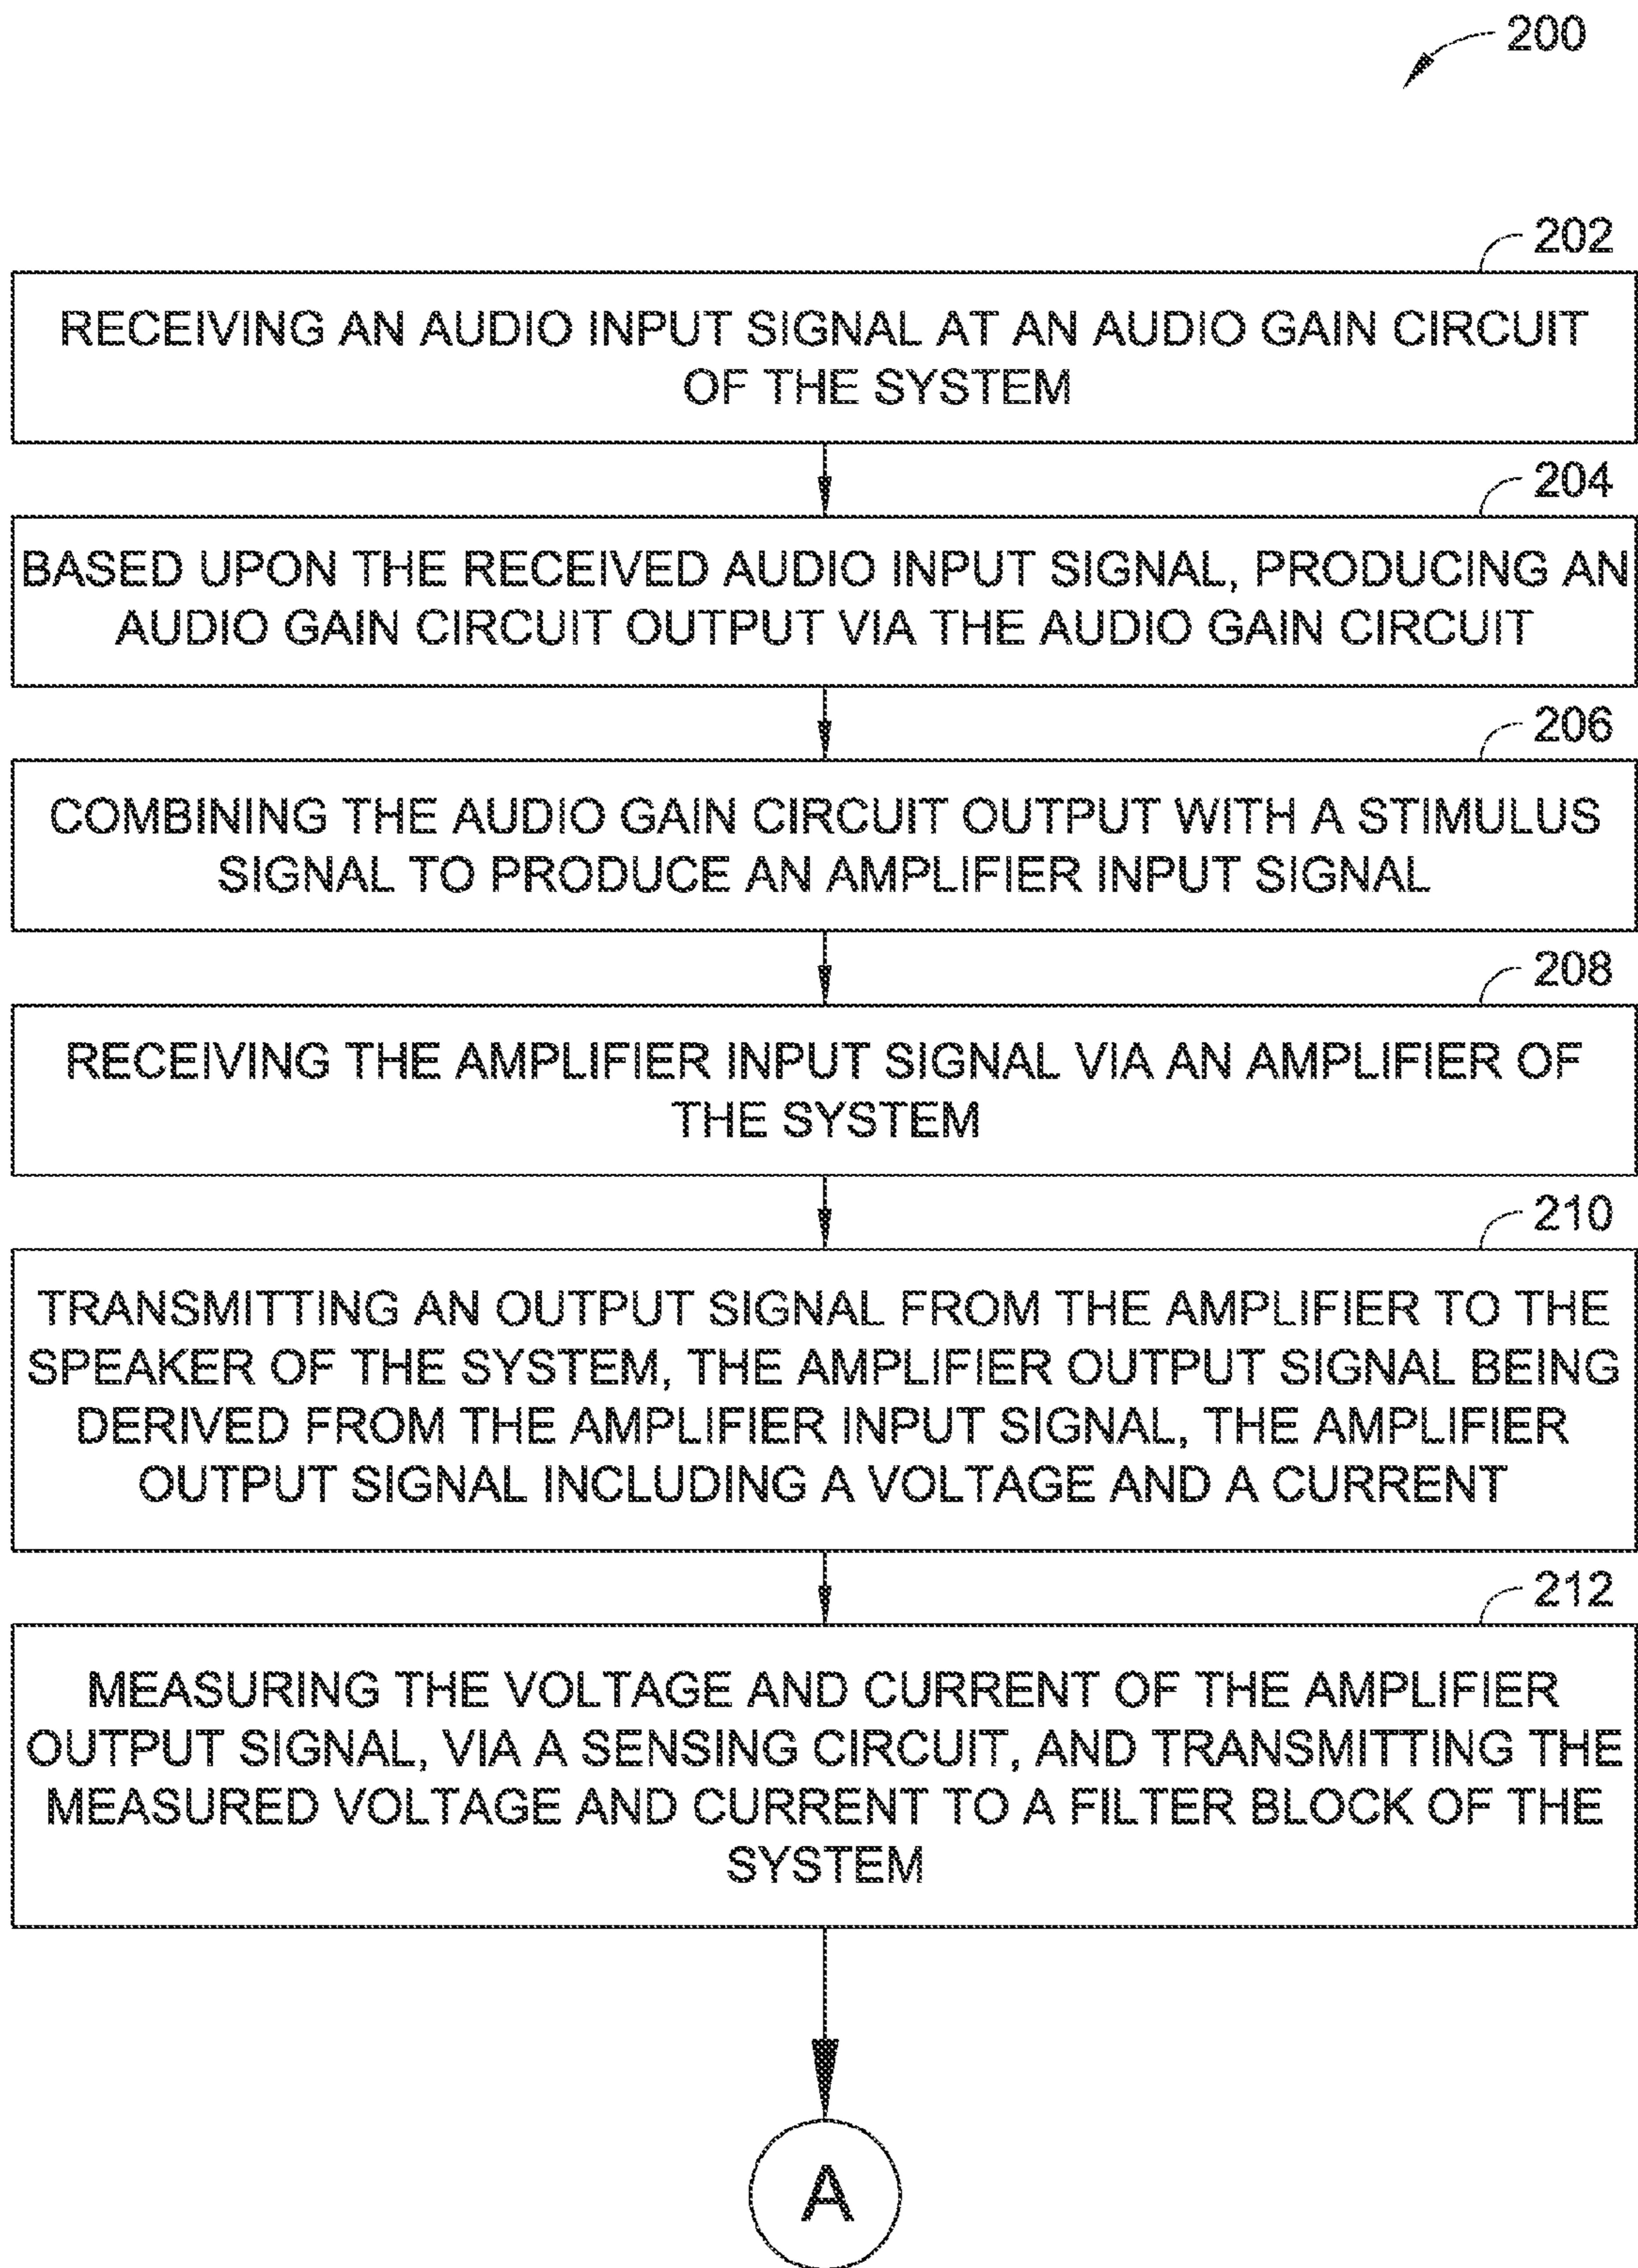 200
202
RECEIVING AN AUDIO INPUT SIGNAL AT AN AUDIO GAIN CIRCUIT
OF THE SYSTEM
204
BASED UPON THE RECEIVED AUDIO INPUT SIGNAL, PRODUCING AN
AUDIO GAIN CIRCUIT OUTPUT VIA THE AUDIO GAIN CIRCUIT
206
COMBINING THE AUDIO GAIN CIRCUIT OUTPUT WITH A STIMULUS
SIGNAL TO PRODUCE AN AMPLIFIER INPUT SIGNAL
208
RECEIVING THE AMPLIFIER INPUT SIGNAL VIA AN AMPLIFIER OF
THE SYSTEM
210
TRANSMITTING AN OUTPUT SIGNAL FROM THE AMPLIFIER TO THE
SPEAKER OF THE SYSTEM, THE AMPLIFIER OUTPUT SIGNAL BEING
DERIVED FROM THE AMPLIFIER INPUT SIGNAL, THE AMPLIFIER
OUTPUT SIGNAL INCLUDING A VOLTAGE AND A CURRENT
212
MEASURING THE VOLTAGE AND CURRENT OF THE AMPLIFIER
OUTPUT SIGNAL, VIA A SENSING CIRCUIT, AND TRANSMITTING THE
MEASURED VOLTAGE AND CURRENT TO A FILTER BLOCK OF THE
SYSTEM
A